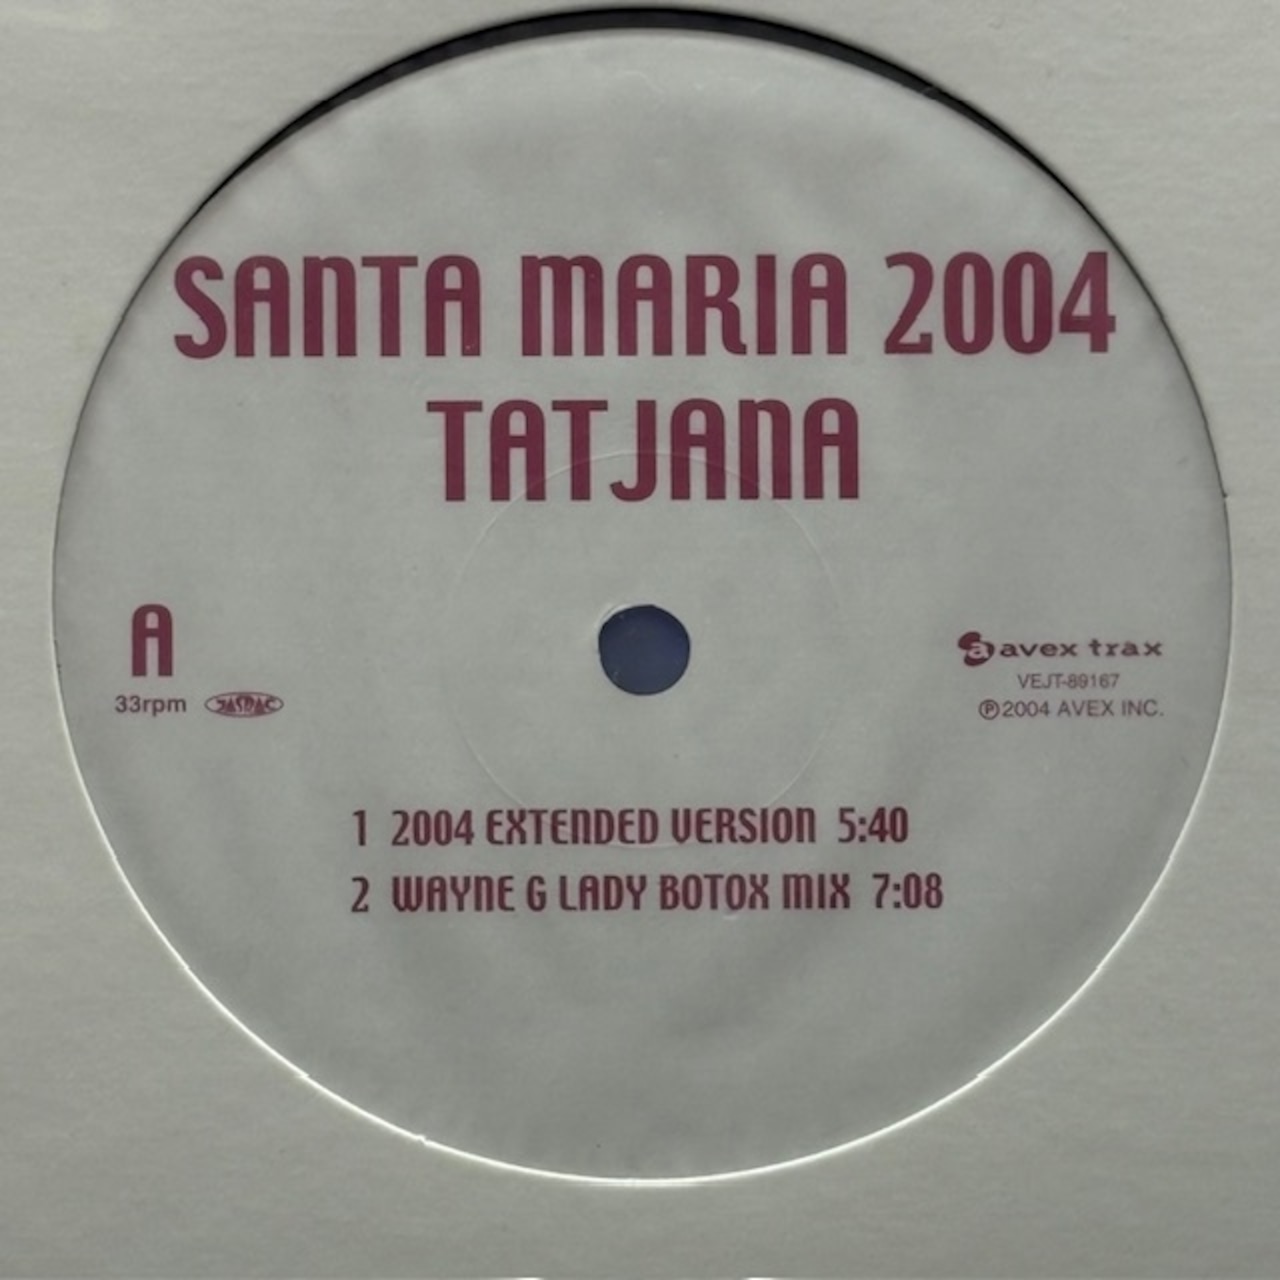 SANTA MARIA 2004
TATJANA
A
33rpm JASRAC
a avex trax
VEJT-89167
℗2004 AVEX INC.
1 2004 EXTENDED VERSION 5:40
2 WAYNE G LADY BOTOX MIX 7:08